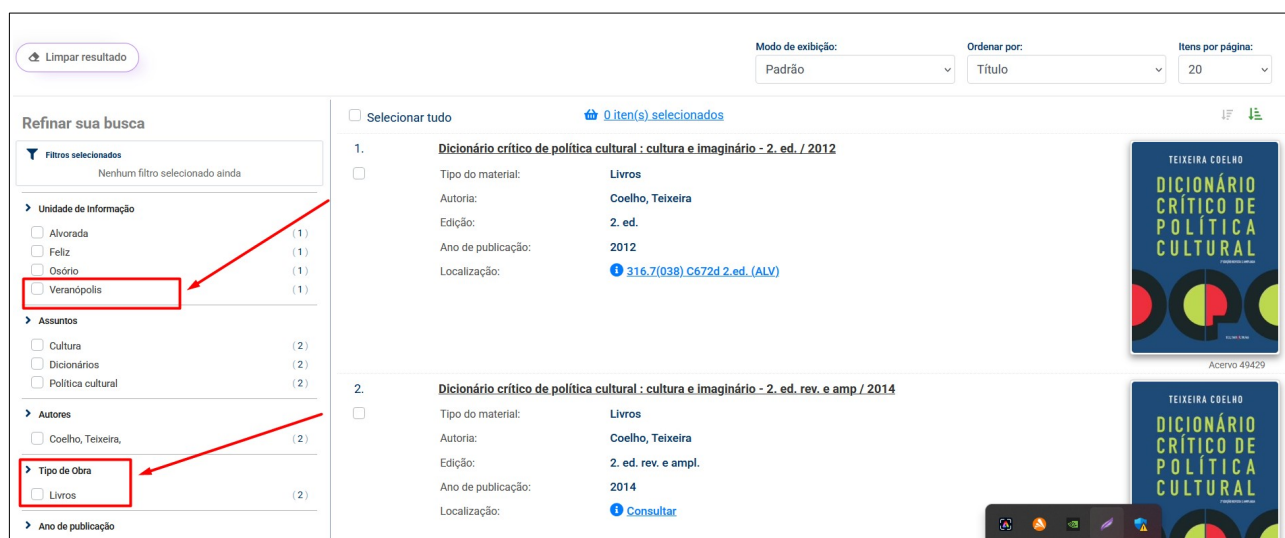 Limpar resultado
Modo de exibição:
Padrão
Ordenar por:
Título
Itens por página:
20
Refinar sua busca
Filtros selecionados
Nenhum filtro selecionado ainda
Unidade de Informação
Alvorada (1)
Feliz (1)
Osório (1)
Veranópolis (1)
Assuntos
Cultura (2)
Dicionários (2)
Política cultural (2)
Autores
Coelho, Teixeira, (2)
Tipo de Obra
Livros (2)
Ano de publicação
Selecionar tudo
0 iten(s) selecionados
1. Dicionário crítico de política cultural : cultura e imaginário - 2. ed. / 2012
Tipo do material: Livros
Autoria: Coelho, Teixeira
Edição: 2. ed.
Ano de publicação: 2012
Localização: 316.7(038) C672d 2.ed. (ALV)
TEIXEIRA COELHO
DICIONÁRIO
CRÍTICO DE
POLÍTICA
CULTURAL
Acervo 49429
2. Dicionário crítico de política cultural : cultura e imaginário - 2. ed. rev. e amp / 2014
Tipo do material: Livros
Autoria: Coelho, Teixeira
Edição: 2. ed. rev. e ampl.
Ano de publicação: 2014
Localização: Consultar
TEIXEIRA COELHO
DICIONÁRIO
CRÍTICO DE
POLÍTICA
CULTURAL